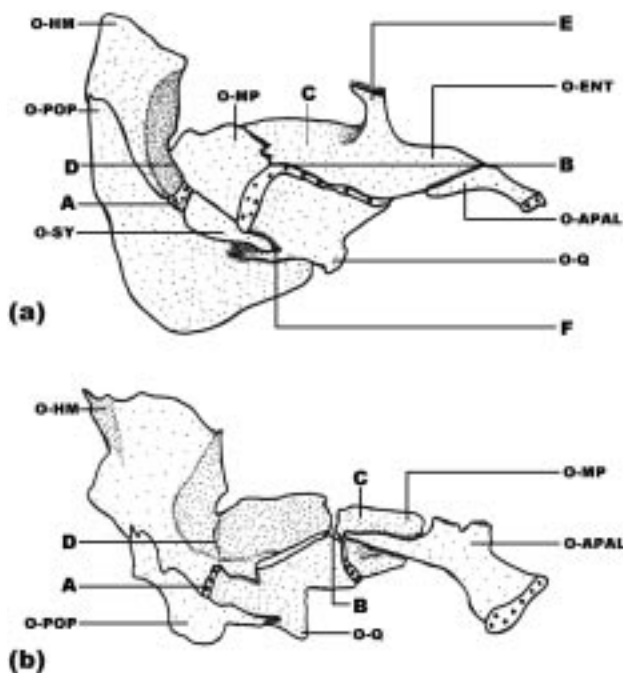 O-HM
E
O-POP
O-MP
C
O-ENT
D
B
A
O-SY
O-APAL
O-Q
(a)
F
O-HM
C
O-MP
D
O-APAL
A
B
O-POP
O-Q
(b)